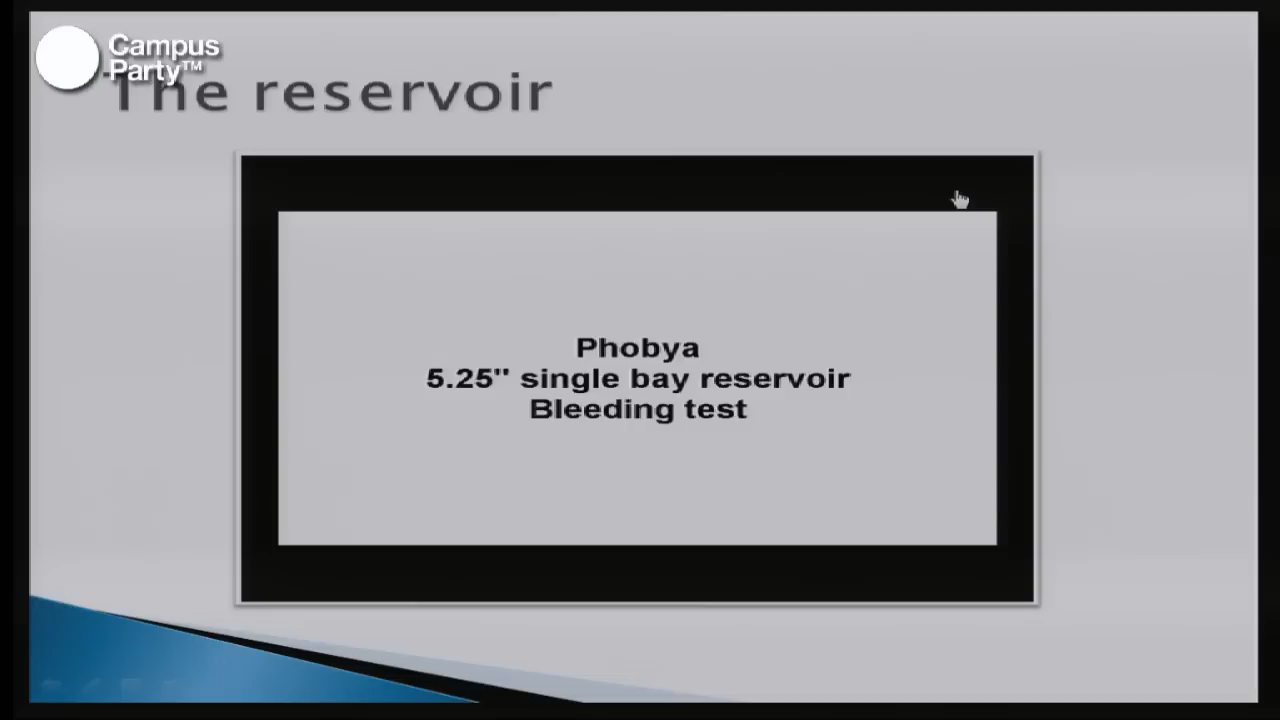 Campus
Party™
The reservoir
Phobya
5.25" single bay reservoir
Bleeding test